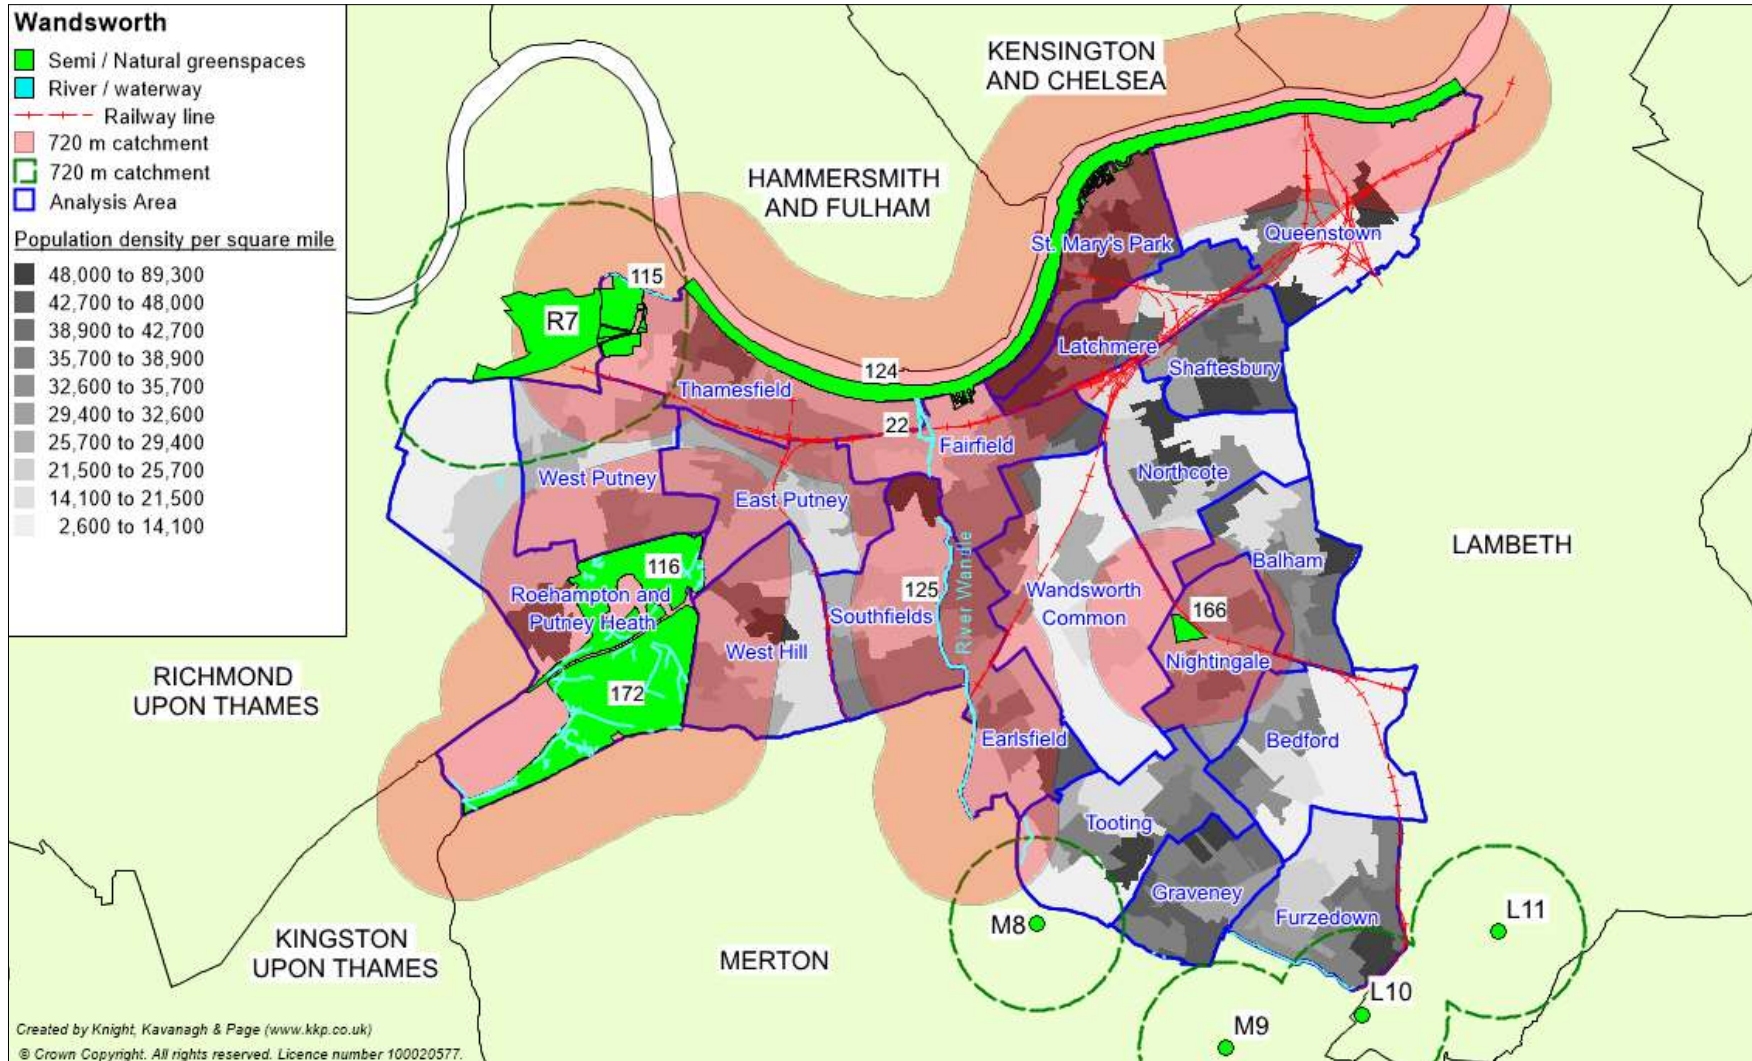 Wandsworth
Semi / Natural greenspaces
River / waterway
Railway line
720 m catchment
720 m catchment
Analysis Area
Population density per square mile
48,000 to 89,300
42,700 to 48,000
38,900 to 42,700
35,700 to 38,900
32,600 to 35,700
29,400 to 32,600
25,700 to 29,400
21,500 to 25,700
14,100 to 21,500
2,600 to 14,100
KENSINGTON
AND CHELSEA
HAMMERSMITH
AND FULHAM
St. Mary's Park
Queenstown
115
R7
124
Latchmere
Shaftesbury
Thamesfield
22
Fairfield
West Putney
East Putney
Northcote
LAMBETH
116
125
River Wandle
Balham
Roehampton and
Putney Heath
Wandsworth
Common
166
Southfields
West Hill
Nightingale
172
RICHMOND
UPON THAMES
Earlsfield
Bedford
Tooting
Graveney
Furzedown
M8
L11
KINGSTON
UPON THAMES
MERTON
L10
M9
Created by Knight, Kavanagh & Page (www.kkp.co.uk)
© Crown Copyright. All rights reserved. Licence number 100020577.